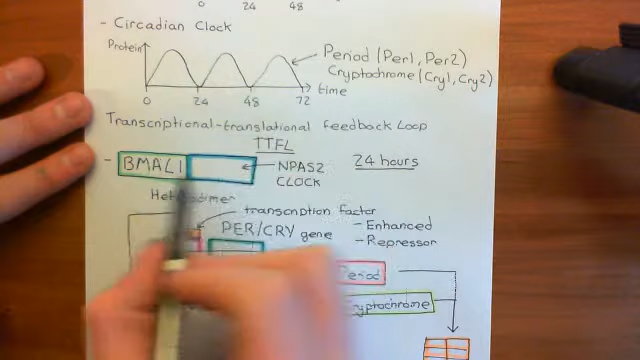 0 24 48
- Circadian Clock
Protein
Period (Per1, Per2)
Cryptochrome (Cry1, Cry2)
0 24 48 72 time
Transcriptional-translational feedback Loop
TTFL
- BMAL1
NPAS2
CLOCK
24 hours
transcription factor
PER/CRY gene
- Enhanced
- Repressor
Period